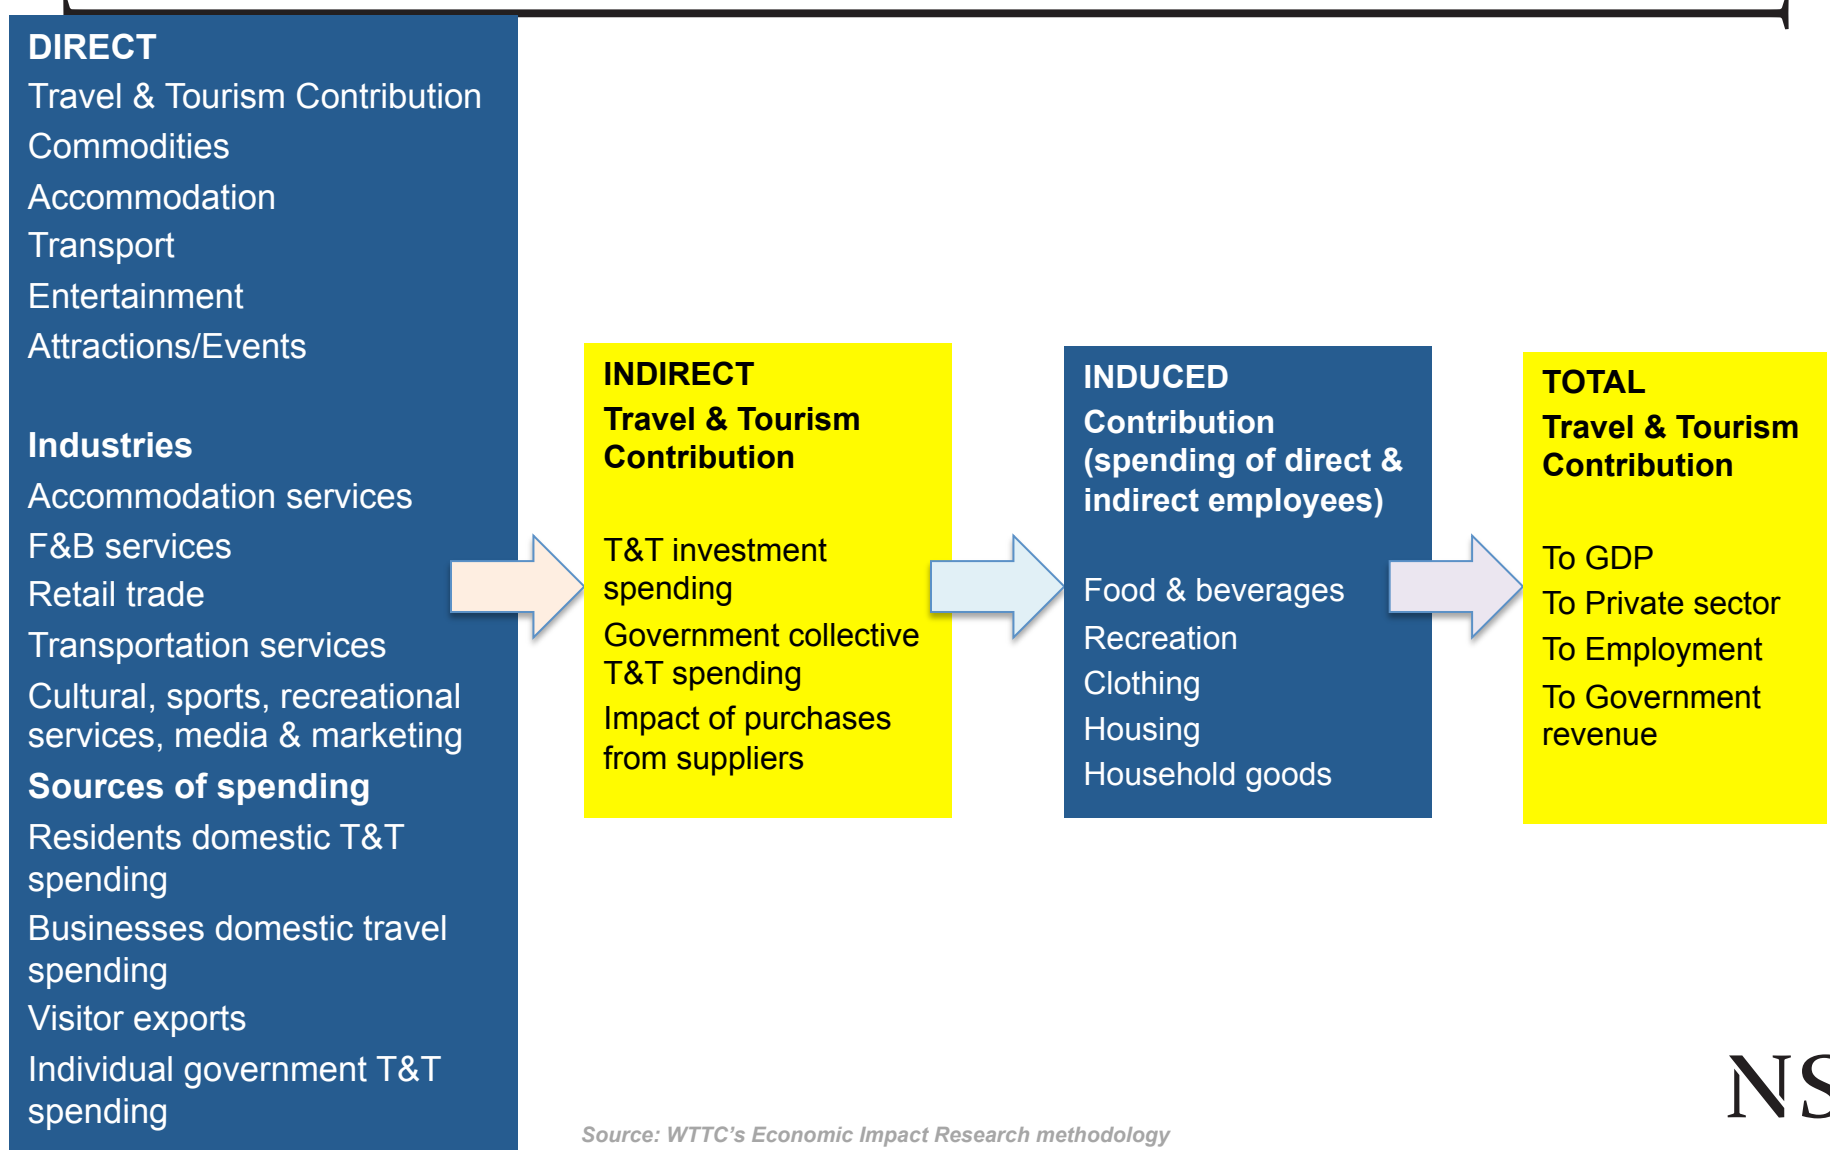 DIRECT
Travel & Tourism Contribution
Commodities
Accommodation
Transport
Entertainment
Attractions/Events
Industries
Accommodation services
F&B services
Retail trade
Transportation services
Cultural, sports, recreational
services, media & marketing
Sources of spending
Residents domestic T&T
spending
Businesses domestic travel
spending
Visitor exports
Individual government T&T
spending
INDIRECT
Travel & Tourism
Contribution
T&T investment
spending
Government collective
T&T spending
Impact of purchases
from suppliers
INDUCED
Contribution
(spending of direct &
indirect employees)
Food & beverages
Recreation
Clothing
Housing
Household goods
TOTAL
Travel & Tourism
Contribution
To GDP
To Private sector
To Employment
To Government
revenue
Source: WTTC's Economic Impact Research methodology
NS